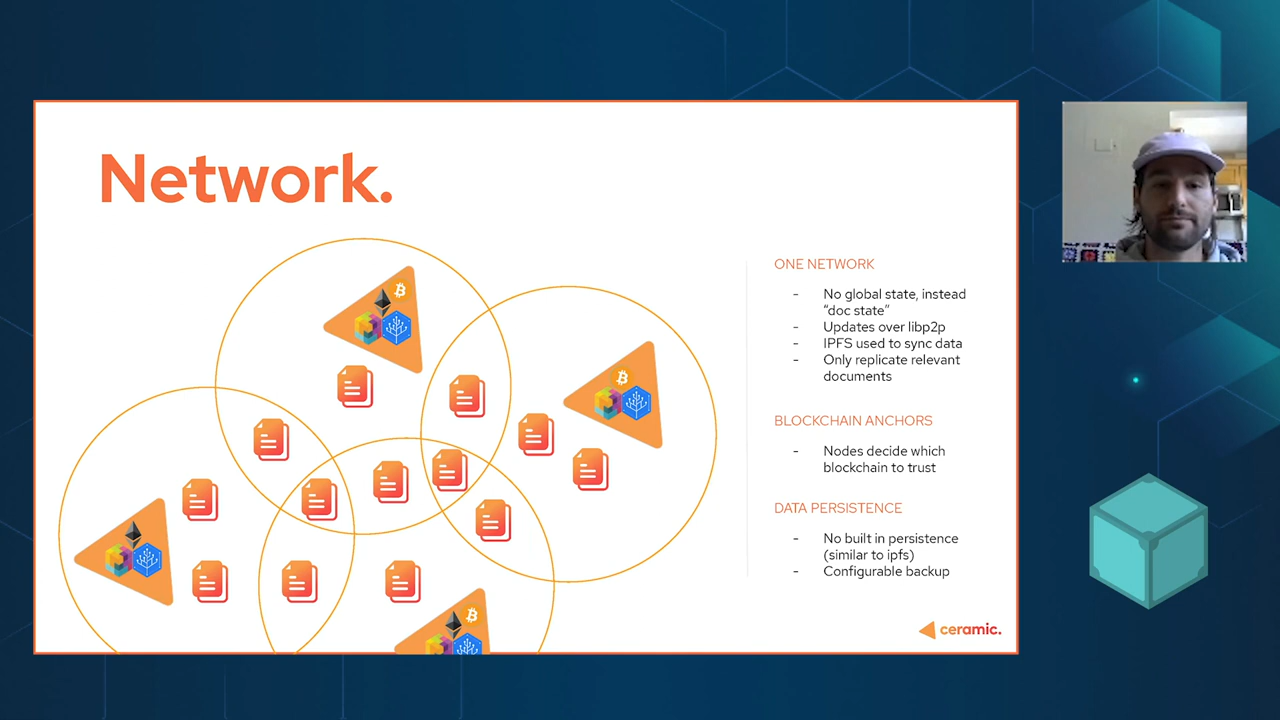 Network.
ONE NETWORK
- No global state, instead
"doc state"
- Updates over libp2p
- IPFS used to sync data
- Only replicate relevant
documents
BLOCKCHAIN ANCHORS
- Nodes decide which
blockchain to trust
DATA PERSISTENCE
- No built in persistence
(similar to ipfs)
- Configurable backup
ceramic.